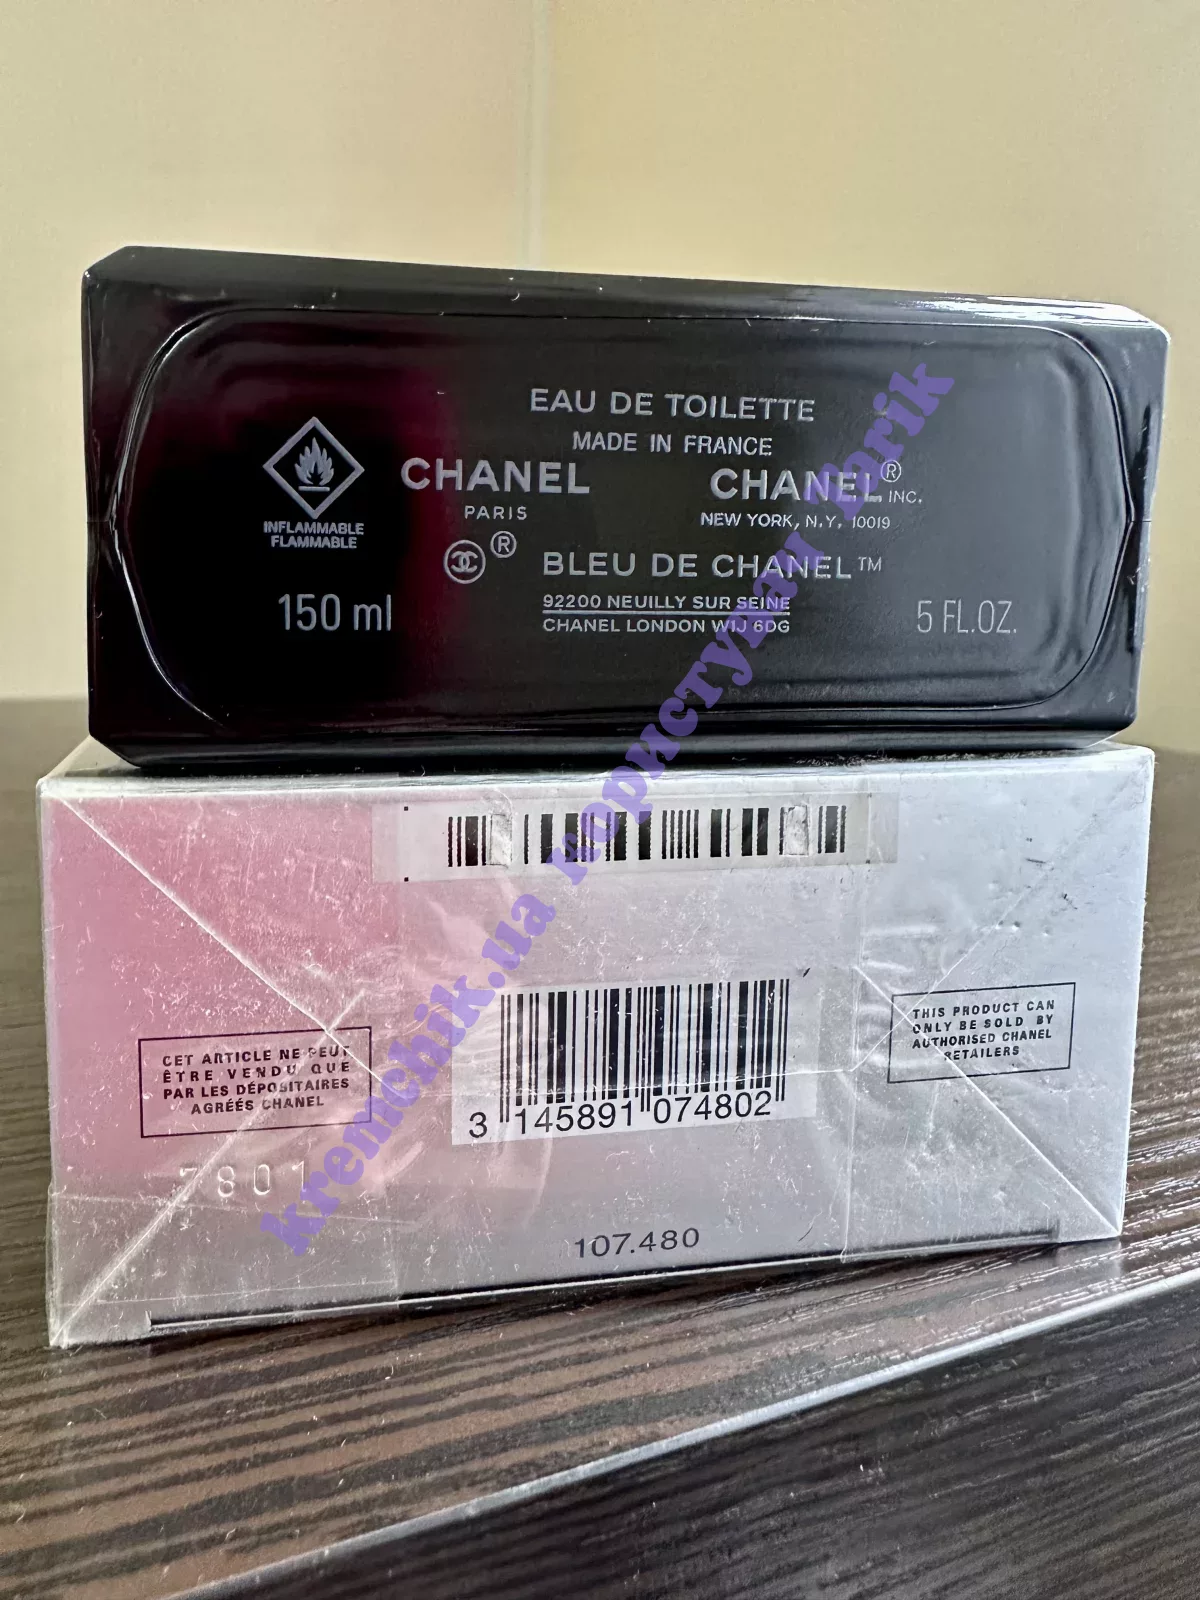 EAU DE TOILETTE
MADE IN FRANCE
CHANEL
PARIS
CHANEL® INC.
NEW YORK, N.Y. 10019
INFLAMMABLE
FLAMMABLE
®
BLEU DE CHANEL™
150 ml
92200 NEUILLY SUR SEINE
CHANEL LONDON W1J 6DG
5 FL.OZ.
CET ARTICLE NE PEUT
ÊTRE VENDU QUE
PAR LES DÉPOSITAIRES
AGRÉÉS CHANEL
3 145891 074802
THIS PRODUCT CAN
ONLY BE SOLD BY
AUTHORISED CHANEL
RETAILERS
7801
107.480
kremchik.ua користувач Tarik